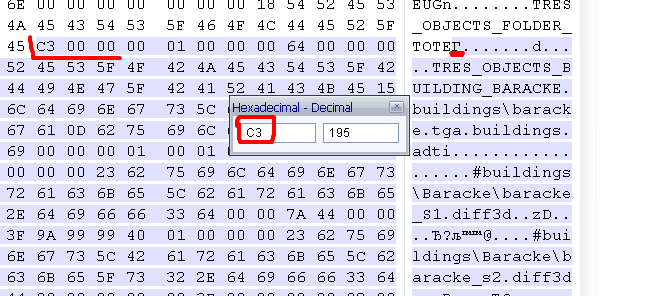 6E 00 00 00 00 00 00 00 18 54 52 45 53 EUGn........TRES
4A 45 43 54 53 5F 46 4F 4C 44 45 52 5F _OBJECTS_FOLDER_
45 C3 00 00 00 01 00 00 00 64 00 00 00 TOTEГ........d...
52 45 53 5F 4F 42 4A 45 43 54 53 5F 42 ..TRES_OBJECTS_B
44 49 4E 47 5F 42 41 52 41 43 4B 45 15 UILDING_BARACKE.
Hexadecimal - Decimal
C3 195
6C 64 69 6E 67 73 5C buildings\baracke
67 61 0D 62 75 69 6C e.tga.buildings.
69 00 00 00 01 00 01 adti............
00 00 00 23 62 75 69 6C 64 69 6E 67 73 ......#buildings
72 61 63 6B 65 5C 62 61 72 61 63 6B 65 \Baracke\baracke
2E 64 69 66 66 33 64 00 00 7A 44 00 00 _S1.diff3d..zD..
3F 9A 99 99 40 01 00 00 00 23 62 75 69 ..Ђ?љ™™@....#bui
6E 67 73 5C 42 61 72 61 63 6B 65 5C 62 ldings\Baracke\b
63 6B 65 5F 73 32 2E 64 69 66 66 33 64 aracke_s2.diff3d